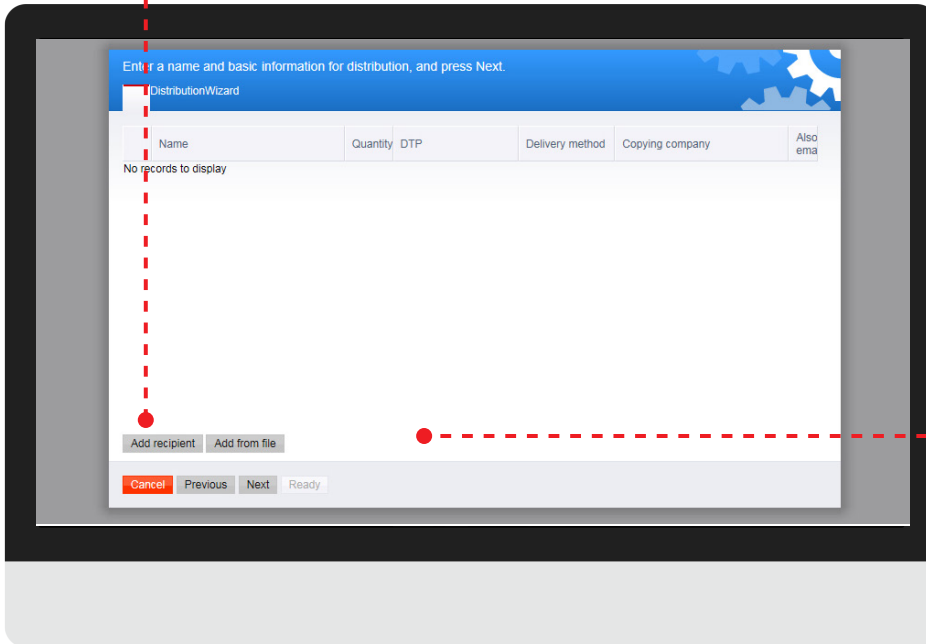 Enter a name and basic information for distribution, and press Next.
DistributionWizard
Name Quantity DTP Delivery method Copying company Also
ema
No records to display
Add recipient Add from file
Cancel Previous Next Ready